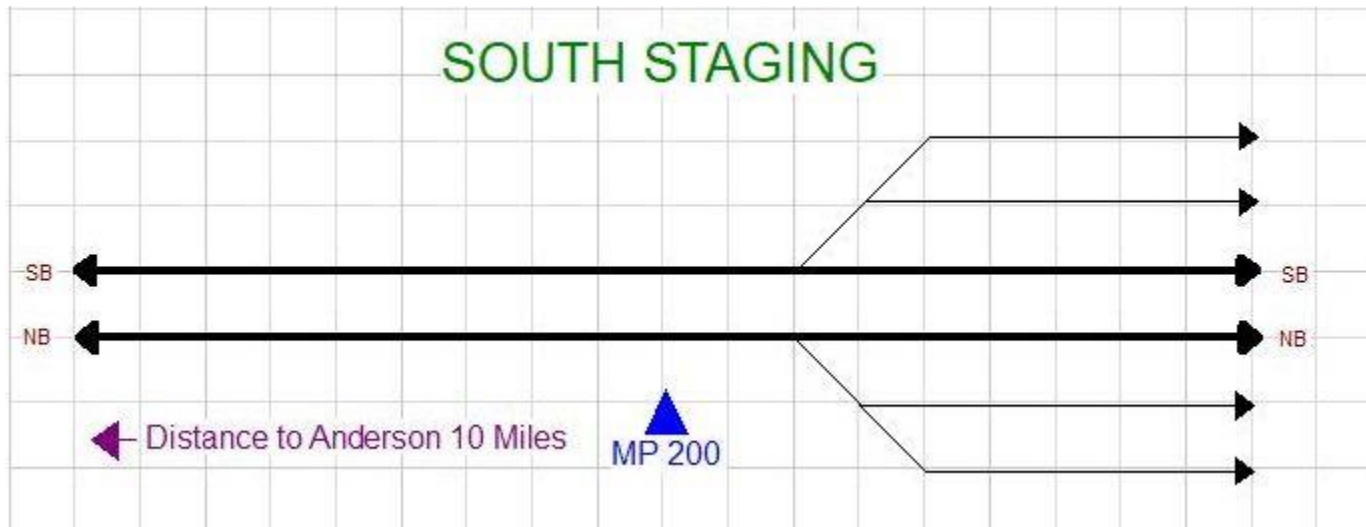 SOUTH STAGING
SB
SB
NB
NB
Distance to Anderson 10 Miles
MP 200